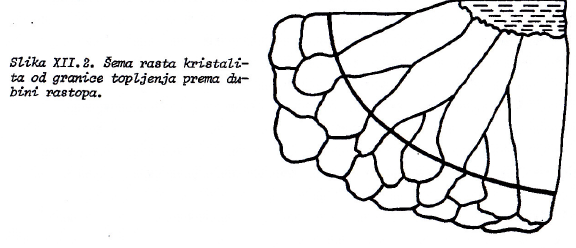 Slika XII.2. Šema rasta kristali-
ta od granice topljenja prema du-
bini rastopa.